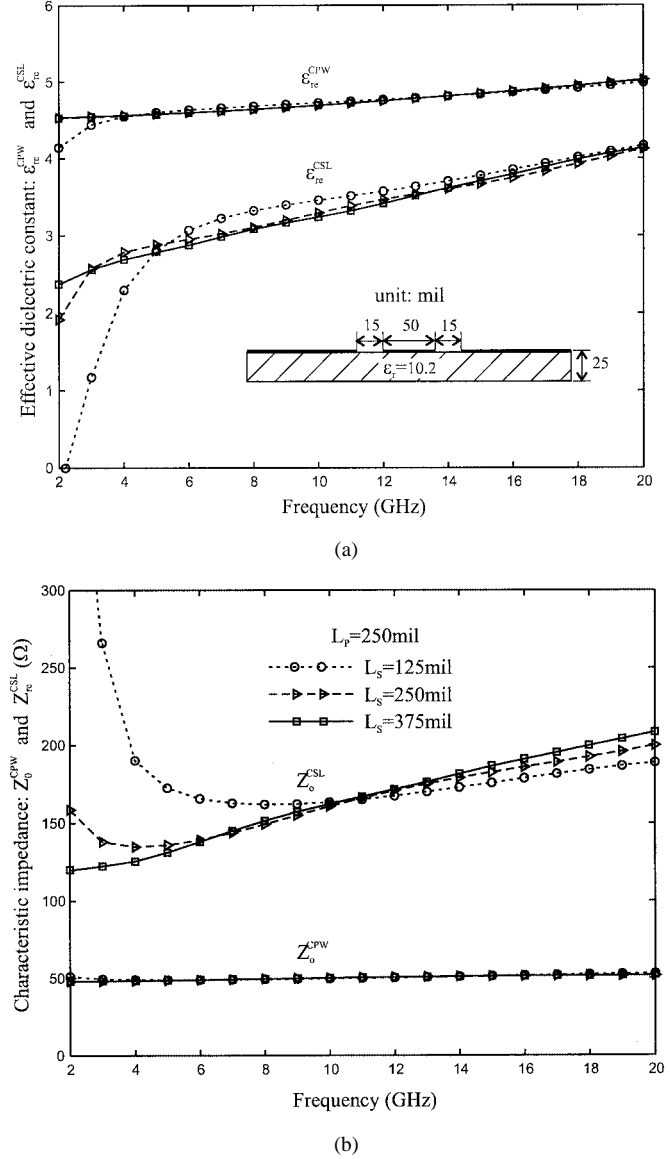 6
5
4
3
2
1
0
2 4 6 8 10 12 14 16 18 20
Effective dielectric constant: ε_re^CPW and ε_re^CSL
ε_re^CPW
ε_re^CSL
unit: mil
15 50 15
ε_r=10.2
25
Frequency (GHz)
(a)
300
250
200
150
100
50
0
2 4 6 8 10 12 14 16 18 20
Characteristic impedance: Z_0^CPW and Z_re^CSL (Ω)
L_P=250mil
L_S=125mil
L_S=250mil
L_S=375mil
Z_o^CSL
Z_o^CPW
Frequency (GHz)
(b)